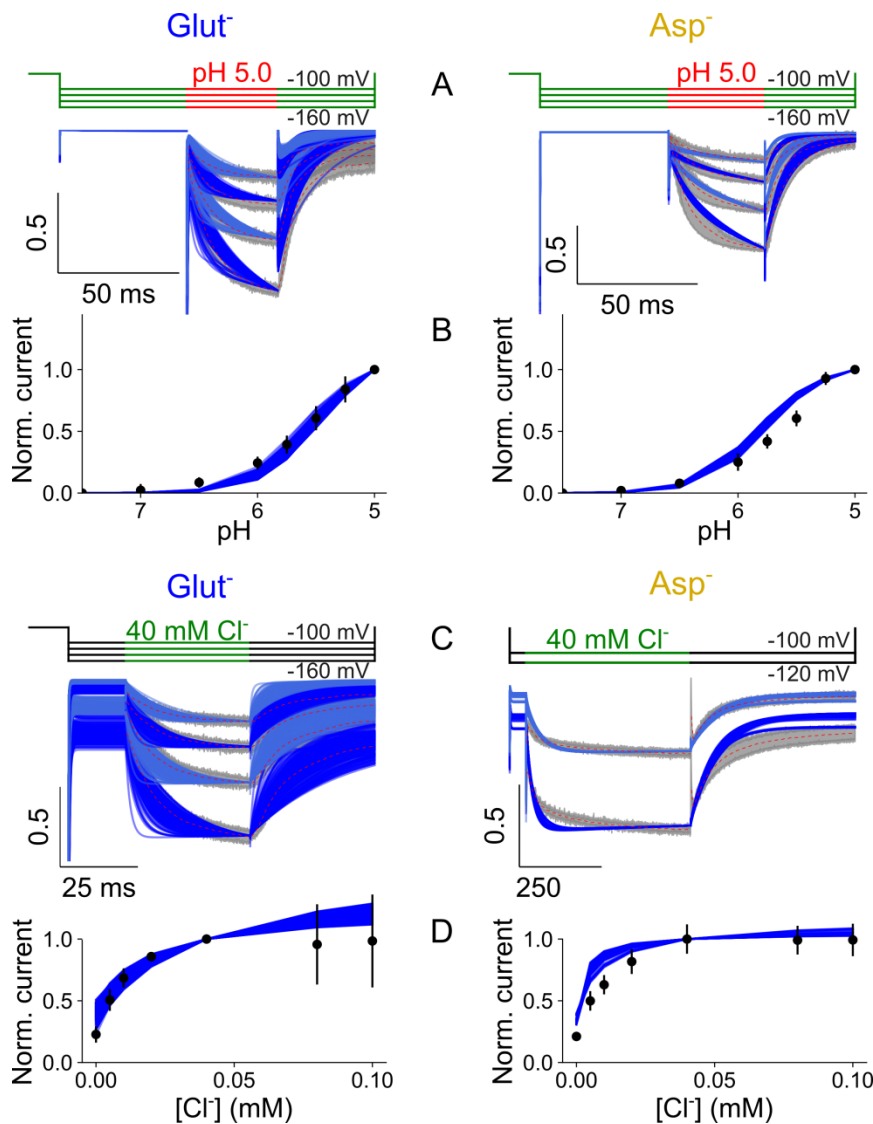 Glut⁻
Asp⁻
pH 5.0
-100 mV
A
pH 5.0
-100 mV
-160 mV
-160 mV
0.5
50 ms
0.5
50 ms
B
Norm. current
1.0
0.5
0.0
7
6
5
pH
Norm. current
1.0
0.5
0.0
7
6
5
pH
Glut⁻
Asp⁻
40 mM Cl⁻
-100 mV
C
40 mM Cl⁻
-100 mV
-160 mV
-120 mV
0.5
25 ms
0.5
250
D
Norm. current
1.0
0.5
0.0
0.00
0.05
0.10
[Cl⁻] (mM)
Norm. current
1.0
0.5
0.0
0.00
0.05
0.10
[Cl⁻] (mM)